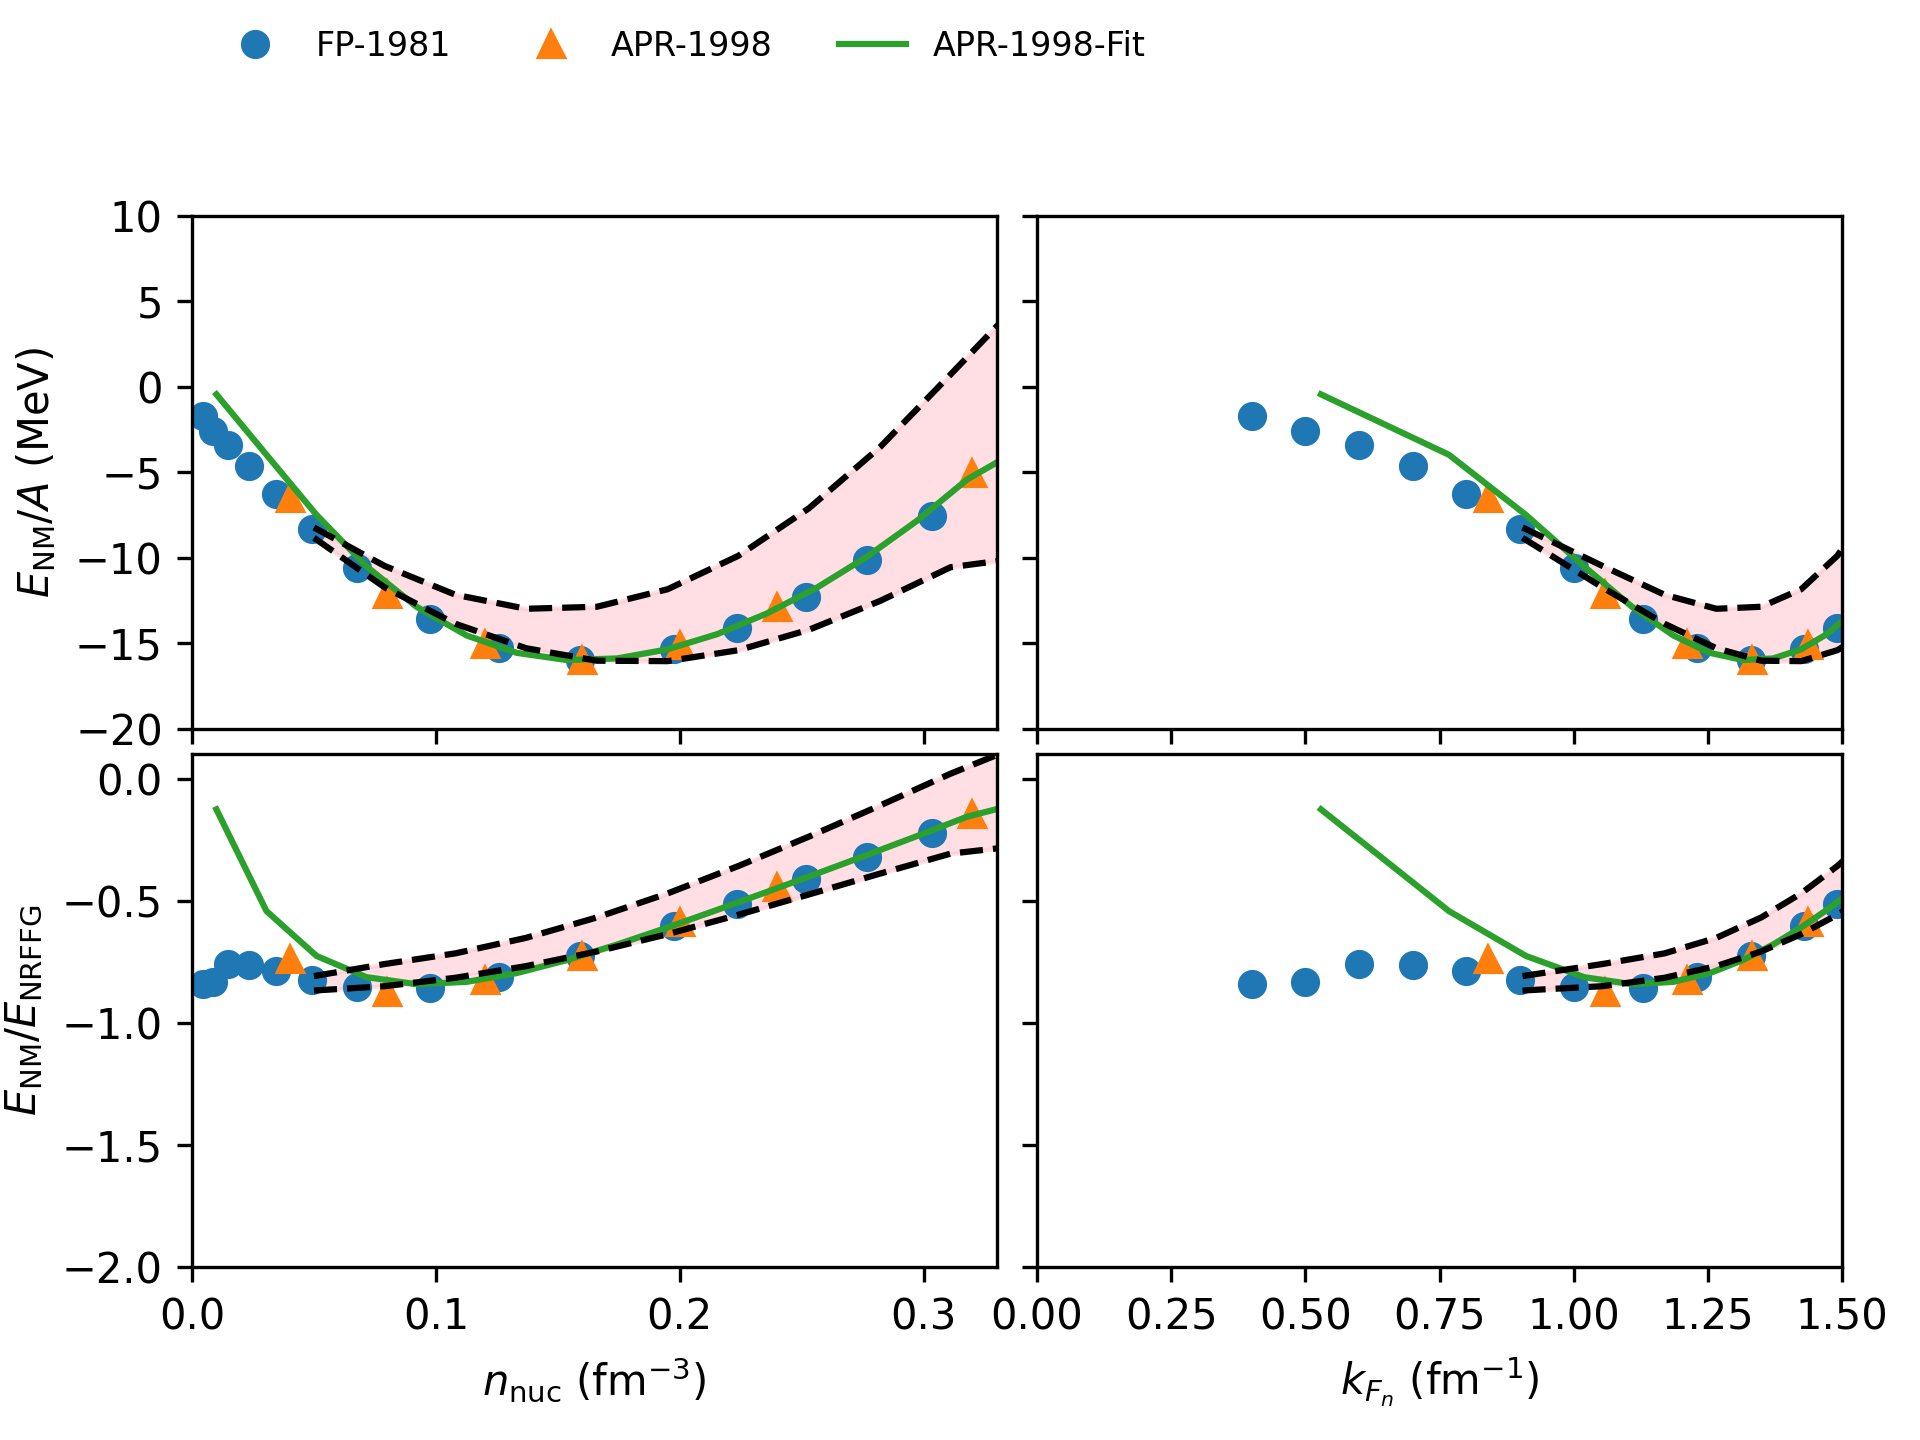 FP-1981 APR-1998 APR-1998-Fit
10
5
0
−5
−10
−15
−20
E_NM/A (MeV)
0.0
−0.5
−1.0
−1.5
−2.0
E_NM/E_NRFFG
0.0 0.1 0.2 0.3
0.00 0.25 0.50 0.75 1.00 1.25 1.50
n_nuc (fm⁻³)
k_{F_n} (fm⁻¹)